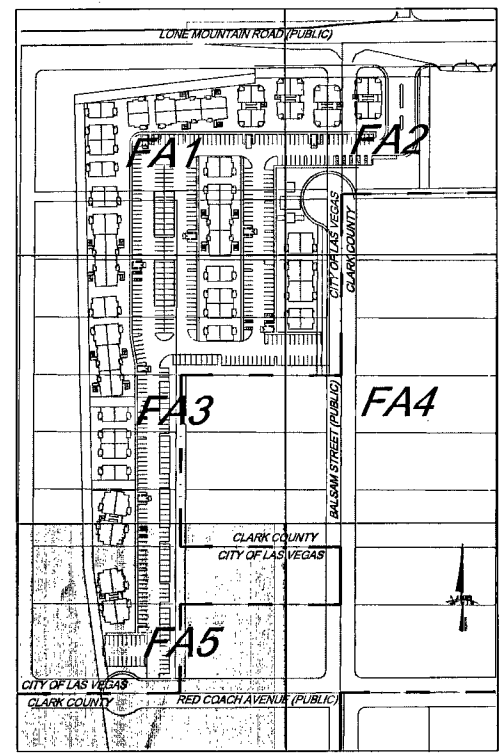 LONE MOUNTAIN ROAD (PUBLIC)
FA1
FA2
CITY OF LAS VEGAS
CLARK COUNTY
FA3
FA4
BALSAM STREET (PUBLIC)
CLARK COUNTY
CITY OF LAS VEGAS
FA5
CITY OF LAS VEGAS
CLARK COUNTY
RED COACH AVENUE (PUBLIC)